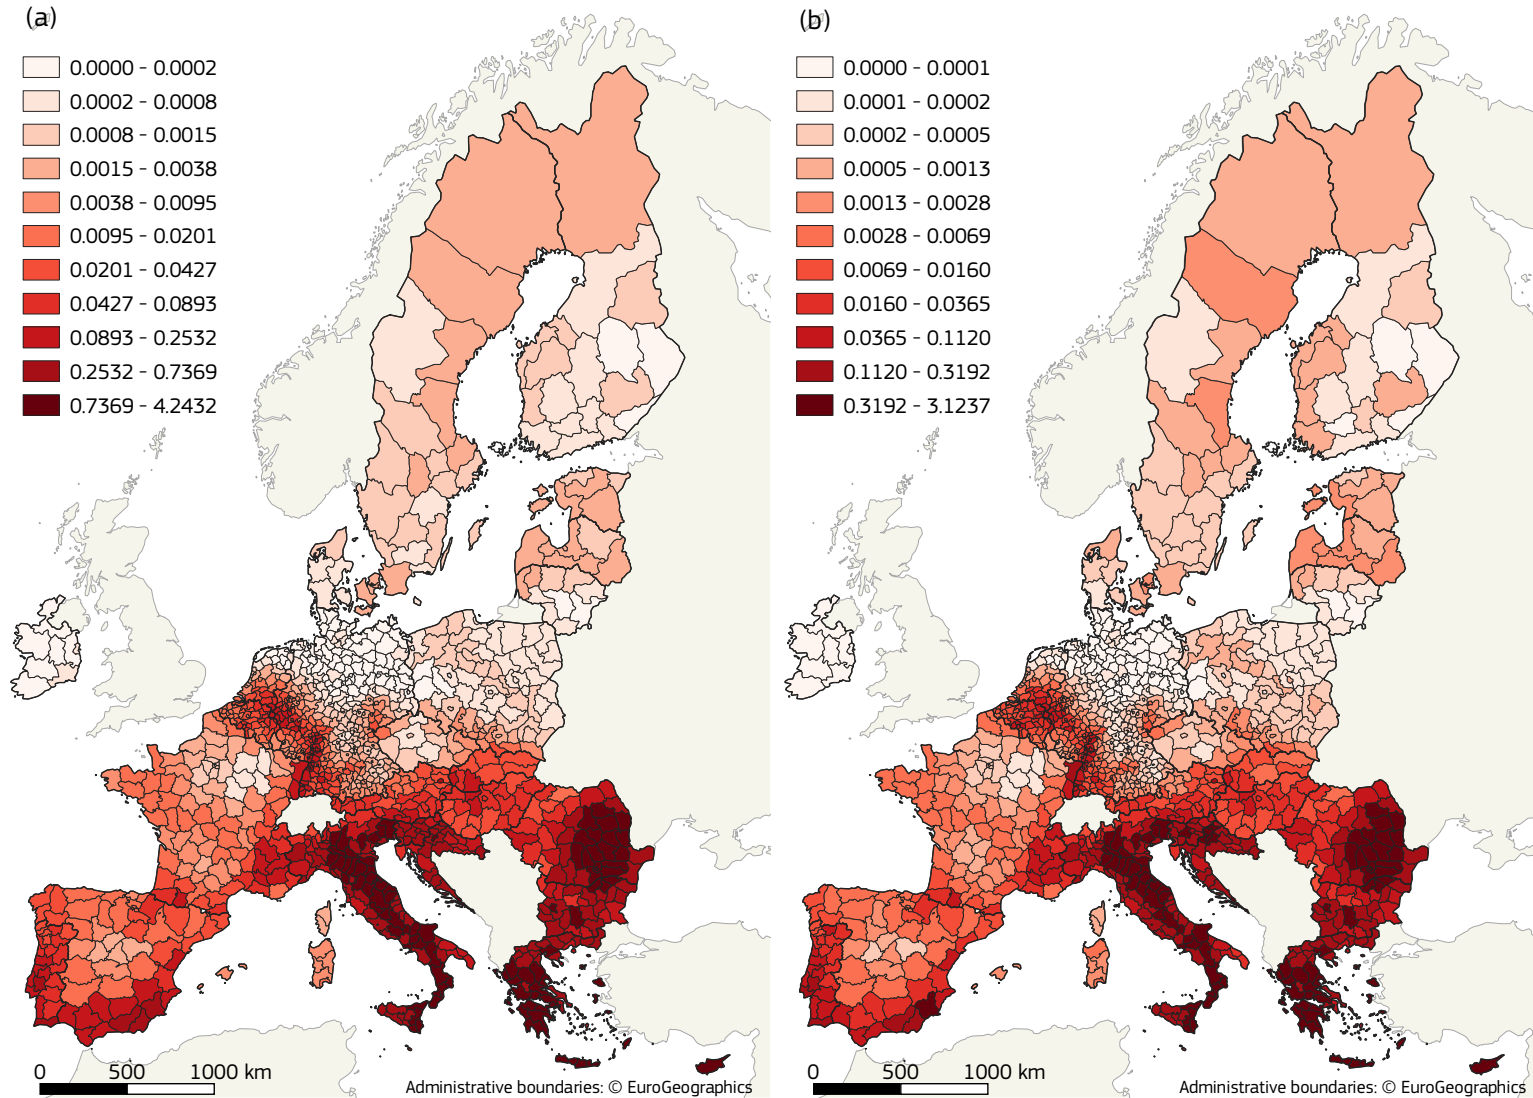 (a)
0.0000 - 0.0002
0.0002 - 0.0008
0.0008 - 0.0015
0.0015 - 0.0038
0.0038 - 0.0095
0.0095 - 0.0201
0.0201 - 0.0427
0.0427 - 0.0893
0.0893 - 0.2532
0.2532 - 0.7369
0.7369 - 4.2432
0 500 1000 km
Administrative boundaries: © EuroGeographics
(b)
0.0000 - 0.0001
0.0001 - 0.0002
0.0002 - 0.0005
0.0005 - 0.0013
0.0013 - 0.0028
0.0028 - 0.0069
0.0069 - 0.0160
0.0160 - 0.0365
0.0365 - 0.1120
0.1120 - 0.3192
0.3192 - 3.1237
0 500 1000 km
Administrative boundaries: © EuroGeographics